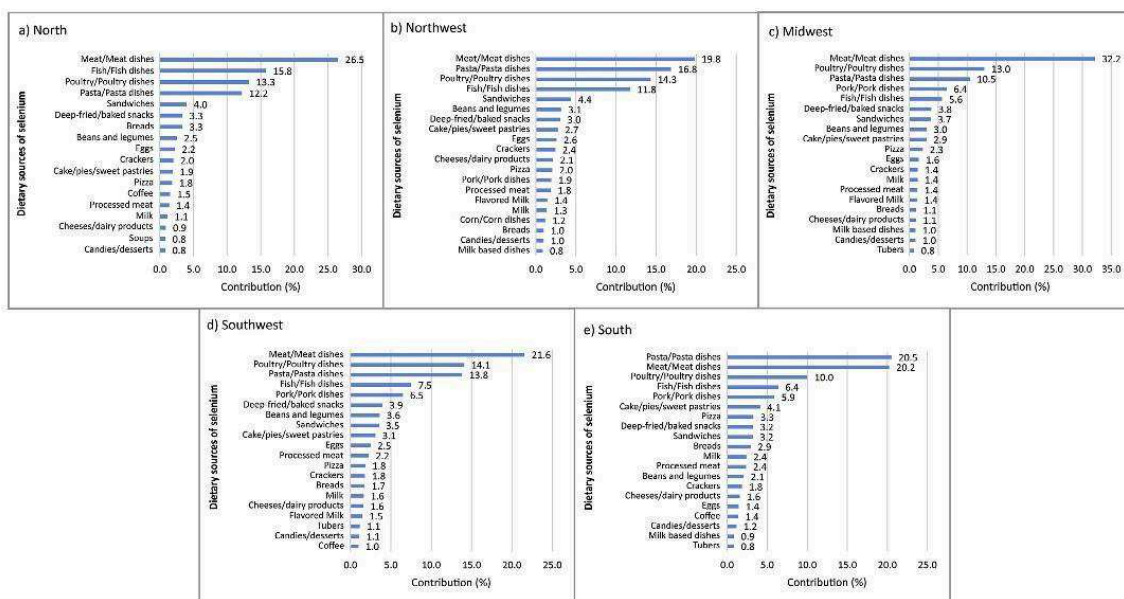 a) North
Dietary sources of selenium
Meat/Meat dishes 26.5
Fish/Fish dishes 15.8
Poultry/Poultry dishes 13.3
Pasta/Pasta dishes 12.2
Sandwiches 4.0
Deep-fried/baked snacks 3.3
Breads 3.3
Beans and legumes 2.5
Eggs 2.2
Crackers 2.0
Cake/pies/sweet pastries 1.9
Pizza 1.8
Coffee 1.5
Processed meat 1.4
Milk 1.1
Cheeses/dairy products 0.9
Soups 0.8
Candies/desserts 0.8
0.0 5.0 10.0 15.0 20.0 25.0 30.0
Contribution (%)
b) Northwest
Dietary sources of selenium
Meat/Meat dishes 19.8
Pasta/Pasta dishes 16.8
Poultry/Poultry dishes 14.3
Fish/Fish dishes 11.8
Sandwiches 4.4
Beans and legumes 3.1
Deep-fried/baked snacks 3.0
Cake/pies/sweet pastries 2.7
Eggs 2.6
Crackers 2.4
Cheeses/dairy products 2.1
Pizza 2.0
Pork/Pork dishes 1.9
Processed meat 1.8
Flavored Milk 1.4
Milk 1.3
Corn/Corn dishes 1.2
Breads 1.0
Candies/desserts 1.0
Milk based dishes 0.8
0.0 5.0 10.0 15.0 20.0 25.0
Contribution (%)
c) Midwest
Dietary sources of selenium
Meat/Meat dishes 32.2
Poultry/Poultry dishes 13.0
Pasta/Pasta dishes 10.5
Pork/Pork dishes 6.4
Fish/Fish dishes 5.6
Deep-fried/baked snacks 3.8
Sandwiches 3.7
Beans and legumes 3.0
Cake/pies/sweet pastries 2.9
Pizza 2.3
Eggs 1.6
Crackers 1.4
Milk 1.4
Processed meat 1.4
Flavored Milk 1.4
Breads 1.1
Cheeses/dairy products 1.1
Milk based dishes 1.0
Candies/desserts 1.0
Tubers 0.8
0.0 5.0 10.0 15.0 20.0 25.0 30.0 35.0
Contribution (%)
d) Southwest
Dietary sources of selenium
Meat/Meat dishes 21.6
Poultry/Poultry dishes 14.1
Pasta/Pasta dishes 13.8
Fish/Fish dishes 7.5
Pork/Pork dishes 6.5
Deep-fried/baked snacks 3.9
Beans and legumes 3.6
Sandwiches 3.5
Cake/pies/sweet pastries 3.1
Eggs 2.5
Processed meat 2.2
Pizza 1.8
Crackers 1.8
Breads 1.7
Milk 1.6
Cheeses/dairy products 1.6
Flavored Milk 1.5
Tubers 1.1
Candies/desserts 1.1
Coffee 1.0
0.0 5.0 10.0 15.0 20.0 25.0
Contribution (%)
e) South
Dietary sources of selenium
Pasta/Pasta dishes 20.5
Meat/Meat dishes 20.2
Poultry/Poultry dishes 10.0
Fish/Fish dishes 6.4
Pork/Pork dishes 5.9
Cake/pies/sweet pastries 4.1
Pizza 3.3
Deep-fried/baked snacks 3.2
Sandwiches 3.2
Breads 2.9
Milk 2.4
Processed meat 2.4
Beans and legumes 2.1
Crackers 1.8
Cheeses/dairy products 1.6
Eggs 1.4
Coffee 1.4
Candies/desserts 1.2
Milk based dishes 0.9
Tubers 0.8
0.0 5.0 10.0 15.0 20.0 25.0
Contribution (%)